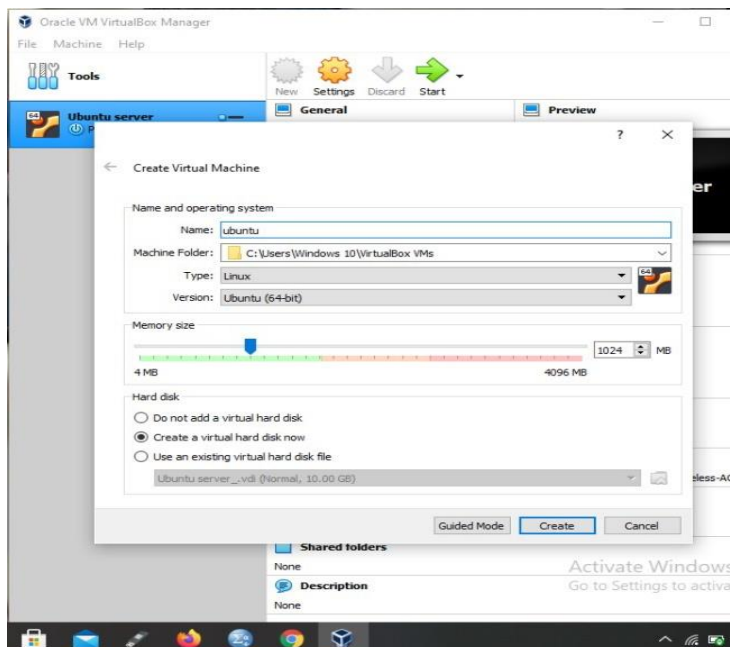 Oracle VM VirtualBox Manager
File Machine Help
Tools
New Settings Discard Start
Ubuntu server
General
Preview
? ×
Create Virtual Machine
Name and operating system
Name: ubuntu
Machine Folder: C:\Users\Windows 10\VirtualBox VMs
Type: Linux
64
Version: Ubuntu (64-bit)
Memory size
1024 MB
4 MB 4096 MB
Hard disk
Do not add a virtual hard disk
Create a virtual hard disk now
Use an existing virtual hard disk file
Ubuntu server_.vdi (Normal, 10.00 GB)
Guided Mode Create Cancel
Shared folders
None
Description
None
Activate Windows
Go to Settings to activa